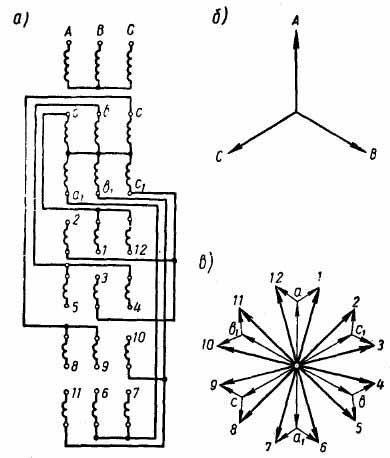 а)
A B C
a b c
a₁ b₁ c₁
2
1 12
3
5 4
10
8 9
11 6 7
б)
A
C B
в)
12 1
a
11 2
b₁ c₁
10 3
9 4
c b
8 5
7 a₁ 6